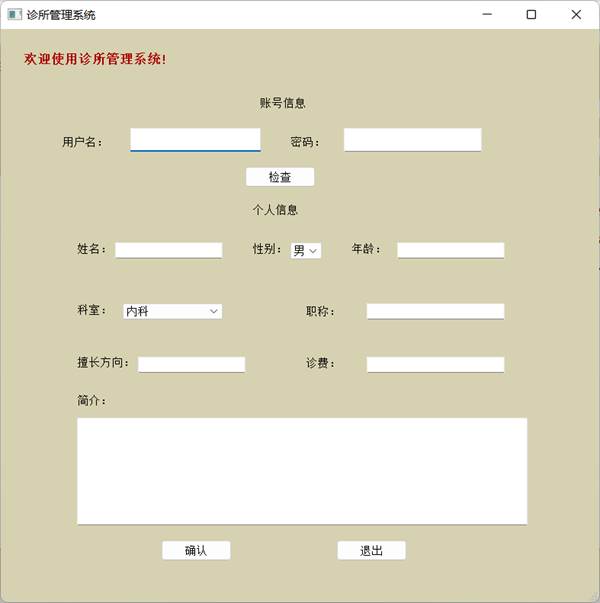 诊所管理系统
欢迎使用诊所管理系统!
账号信息
用户名： 密码：
检查
个人信息
姓名： 性别： 男 年龄：
科室： 内科 职称：
擅长方向： 诊费：
简介：
确认 退出